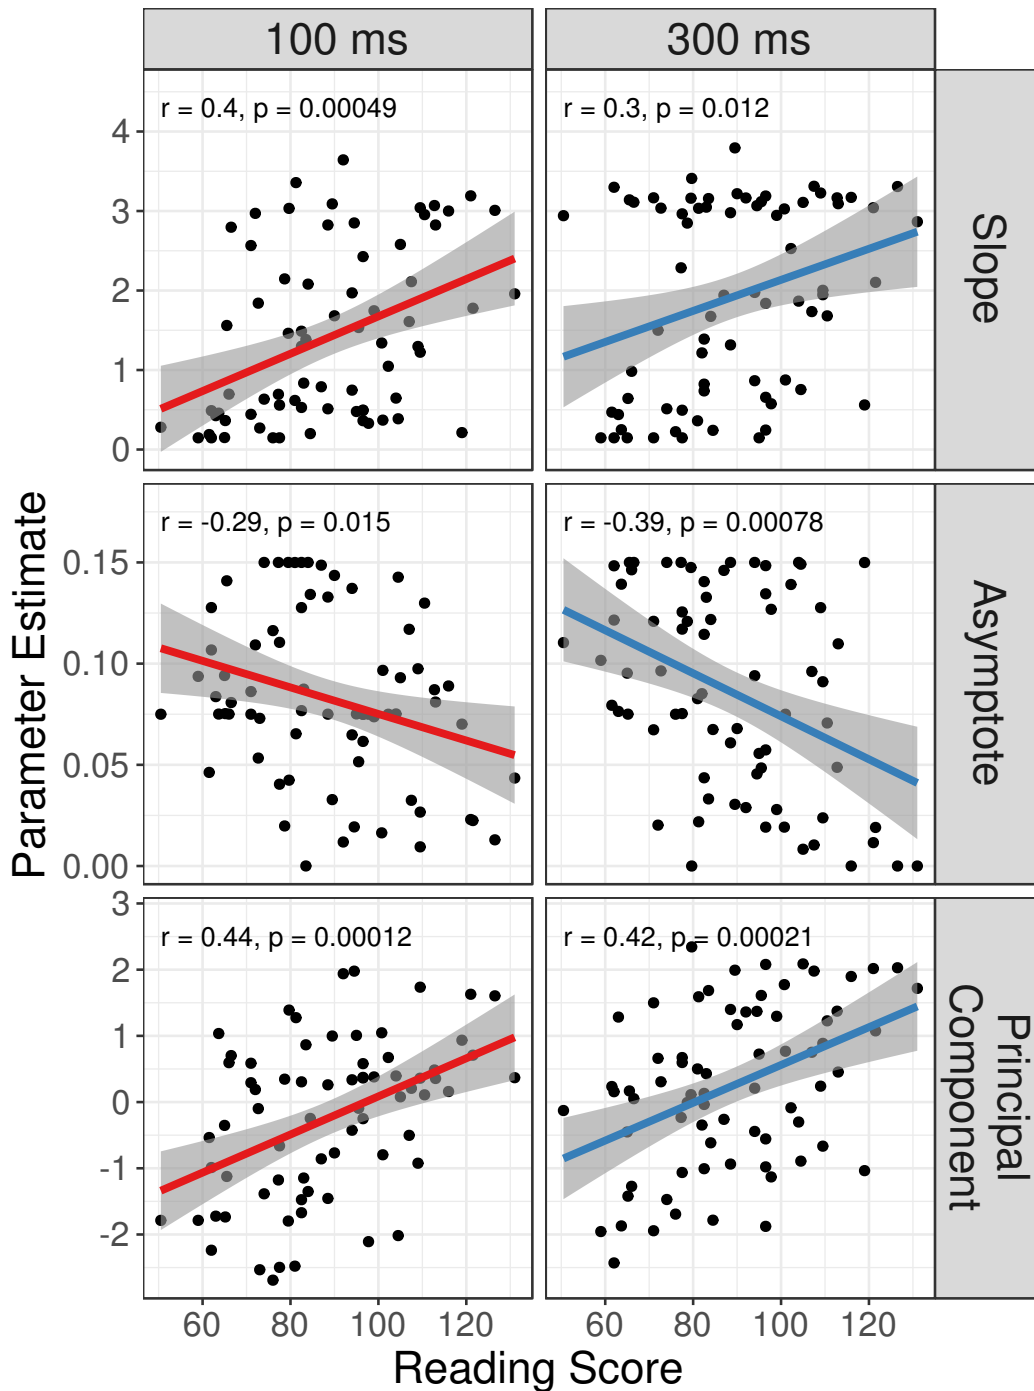 100 ms
300 ms
r = 0.4, p = 0.00049
r = 0.3, p = 0.012
4
3
2
1
0
Slope
r = -0.29, p = 0.015
r = -0.39, p = 0.00078
0.15
0.10
0.05
0.00
Asymptote
Parameter Estimate
r = 0.44, p = 0.00012
r = 0.42, p = 0.00021
3
2
1
0
-1
-2
Principal
Component
60
80
100
120
60
80
100
120
Reading Score